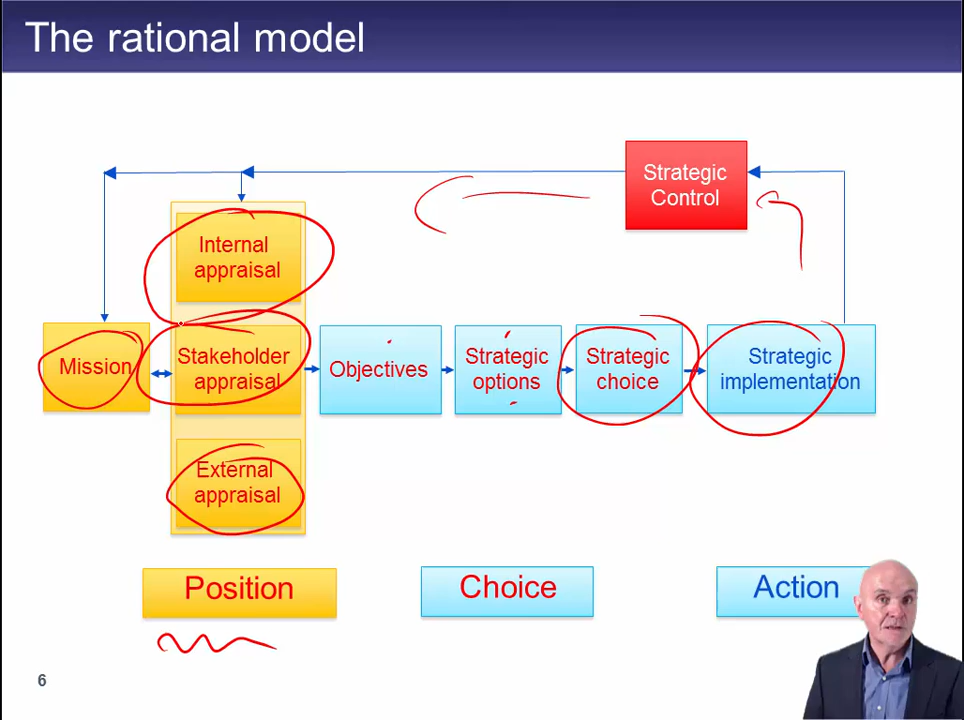 The rational model
Strategic
Control
Internal
appraisal
Mission
Stakeholder
appraisal
Objectives
Strategic
options
Strategic
choice
Strategic
implementation
External
appraisal
Position
Choice
Action
6